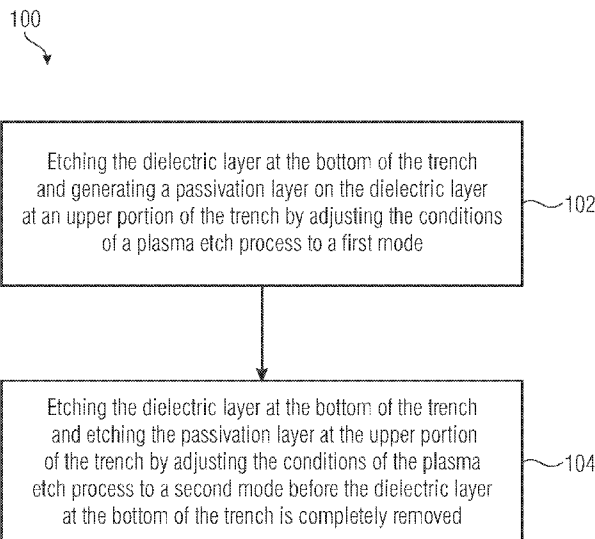 100
Etching the dielectric layer at the bottom of the trench
and generating a passivation layer on the dielectric layer
at an upper portion of the trench by adjusting the conditions
of a plasma etch process to a first mode
102
Etching the dielectric layer at the bottom of the trench
and etching the passivation layer at the upper portion
of the trench by adjusting the conditions of the plasma
etch process to a second mode before the dielectric layer
at the bottom of the trench is completely removed
104